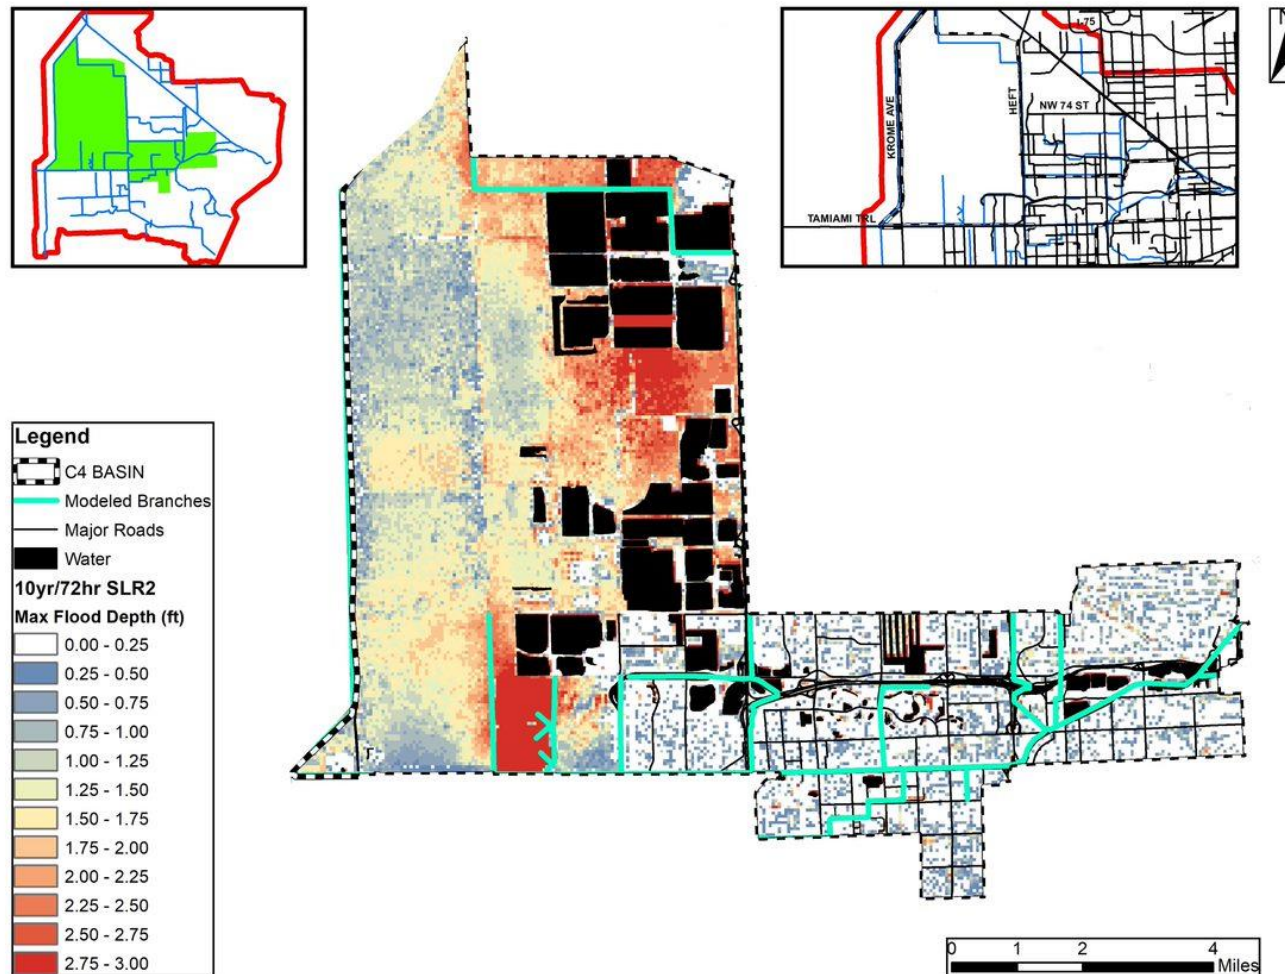 I-75
NW 74 ST
HEFT
KROME AVE
TAMIAMI TRL
Legend
C4 BASIN
Modeled Branches
Major Roads
Water
10yr/72hr SLR2
Max Flood Depth (ft)
0.00 - 0.25
0.25 - 0.50
0.50 - 0.75
0.75 - 1.00
1.00 - 1.25
1.25 - 1.50
1.50 - 1.75
1.75 - 2.00
2.00 - 2.25
2.25 - 2.50
2.50 - 2.75
2.75 - 3.00
0 1 2 4
Miles